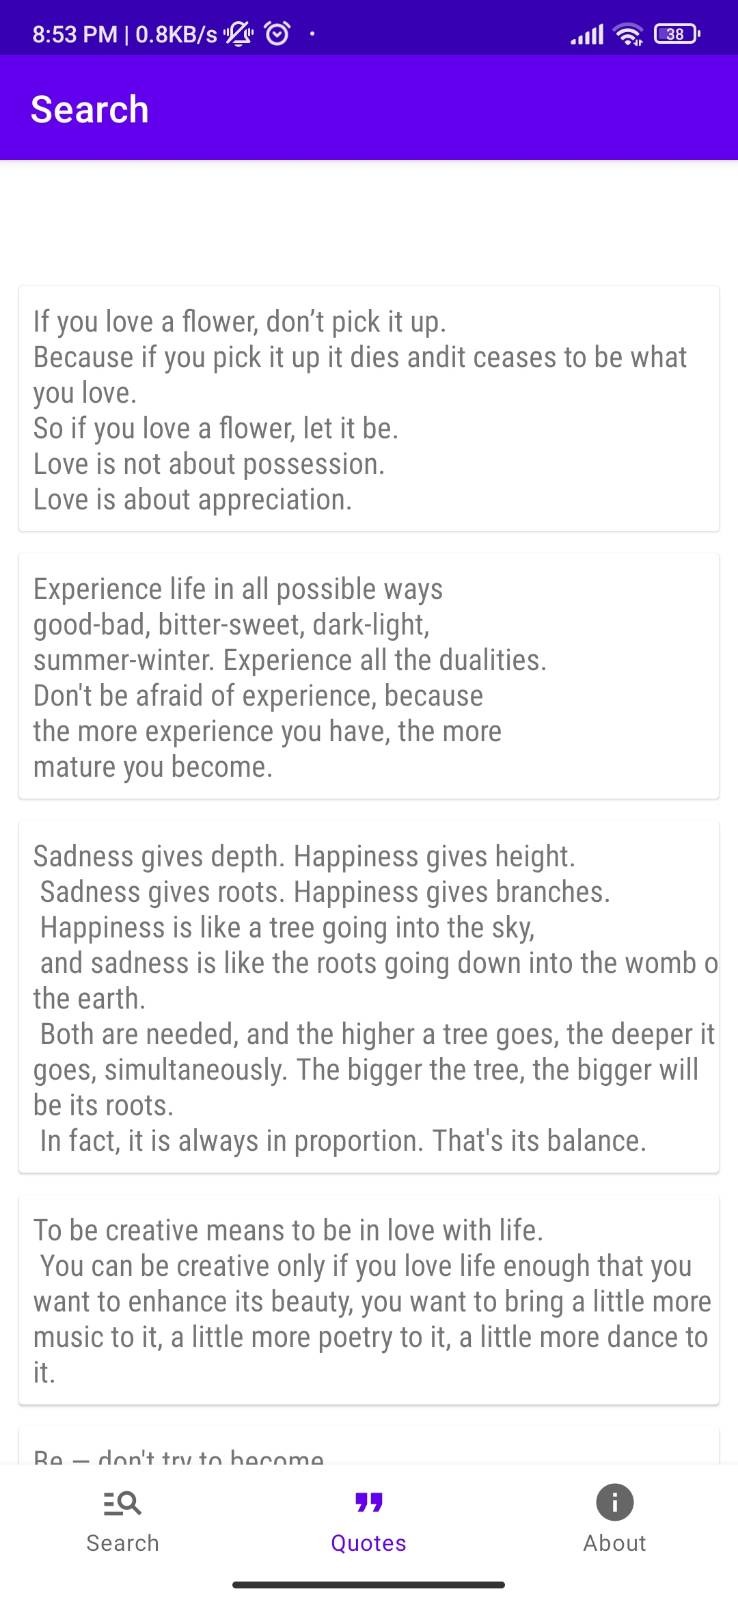 8:53 PM | 0.8KB/s
38
Search
If you love a flower, don’t pick it up.
Because if you pick it up it dies andit ceases to be what
you love.
So if you love a flower, let it be.
Love is not about possession.
Love is about appreciation.
Experience life in all possible ways
good-bad, bitter-sweet, dark-light,
summer-winter. Experience all the dualities.
Don't be afraid of experience, because
the more experience you have, the more
mature you become.
Sadness gives depth. Happiness gives height.
Sadness gives roots. Happiness gives branches.
Happiness is like a tree going into the sky,
and sadness is like the roots going down into the womb o
the earth.
Both are needed, and the higher a tree goes, the deeper it
goes, simultaneously. The bigger the tree, the bigger will
be its roots.
In fact, it is always in proportion. That's its balance.
To be creative means to be in love with life.
You can be creative only if you love life enough that you
want to enhance its beauty, you want to bring a little more
music to it, a little more poetry to it, a little more dance to
it.
Be — don't try to become
Search
Quotes
About